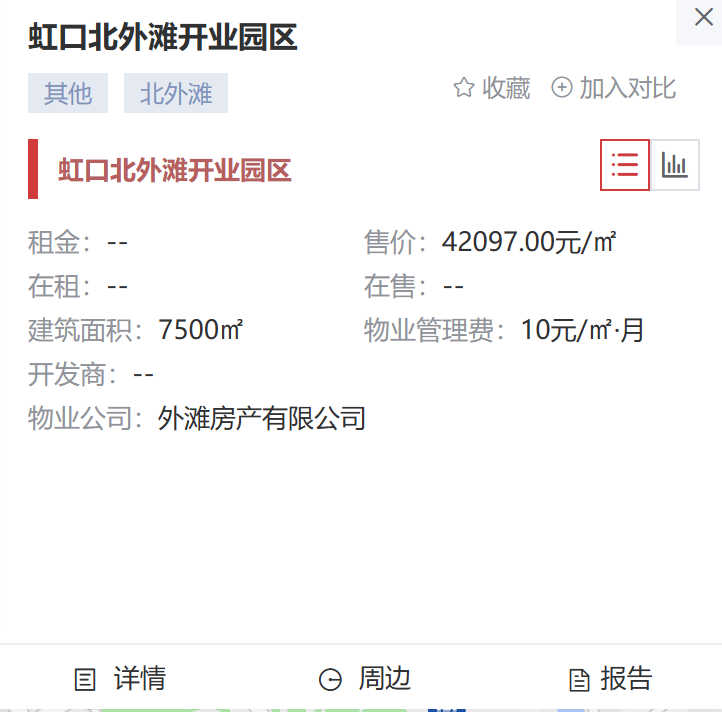 虹口北外滩开业园区
其他 北外滩 收藏 加入对比
虹口北外滩开业园区
租金：-- 售价：42097.00元/㎡
在租：-- 在售：--
建筑面积：7500㎡ 物业管理费：10元/㎡·月
开发商：--
物业公司：外滩房产有限公司
详情 周边 报告